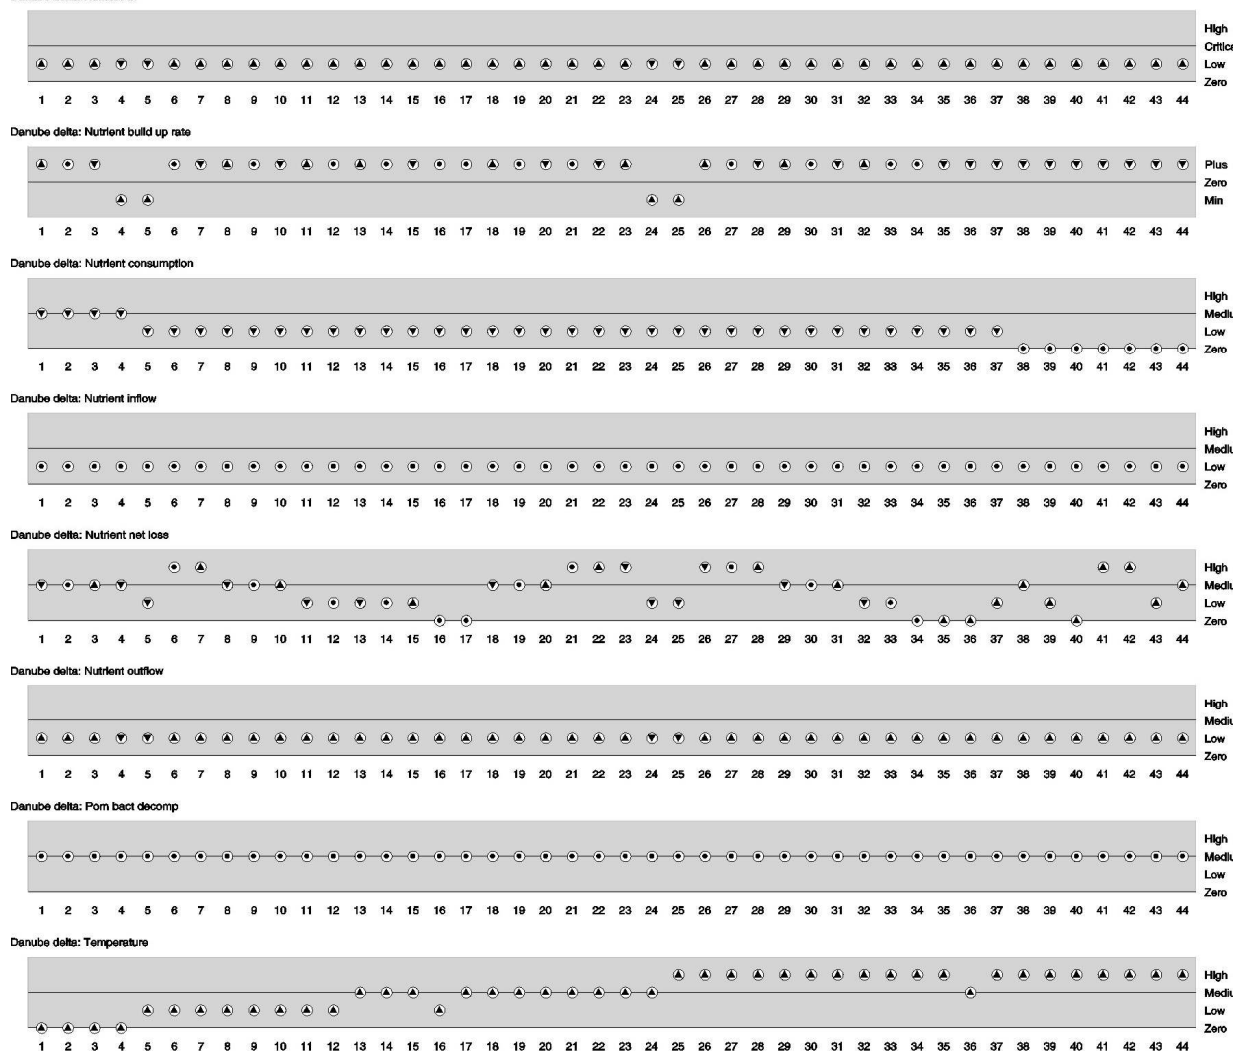 High
Critica
Low
Zero
1 2 3 4 5 6 7 8 9 10 11 12 13 14 15 16 17 18 19 20 21 22 23 24 25 26 27 28 29 30 31 32 33 34 35 36 37 38 39 40 41 42 43 44
Danube delta: Nutrient build up rate
Plus
Zero
Min
1 2 3 4 5 6 7 8 9 10 11 12 13 14 15 16 17 18 19 20 21 22 23 24 25 26 27 28 29 30 31 32 33 34 35 36 37 38 39 40 41 42 43 44
Danube delta: Nutrient consumption
High
Mediu
Low
Zero
1 2 3 4 5 6 7 8 9 10 11 12 13 14 15 16 17 18 19 20 21 22 23 24 25 26 27 28 29 30 31 32 33 34 35 36 37 38 39 40 41 42 43 44
Danube delta: Nutrient inflow
High
Mediu
Low
Zero
1 2 3 4 5 6 7 8 9 10 11 12 13 14 15 16 17 18 19 20 21 22 23 24 25 26 27 28 29 30 31 32 33 34 35 36 37 38 39 40 41 42 43 44
Danube delta: Nutrient net loss
High
Mediu
Low
Zero
1 2 3 4 5 6 7 8 9 10 11 12 13 14 15 16 17 18 19 20 21 22 23 24 25 26 27 28 29 30 31 32 33 34 35 36 37 38 39 40 41 42 43 44
Danube delta: Nutrient outflow
High
Mediu
Low
Zero
1 2 3 4 5 6 7 8 9 10 11 12 13 14 15 16 17 18 19 20 21 22 23 24 25 26 27 28 29 30 31 32 33 34 35 36 37 38 39 40 41 42 43 44
Danube delta: Pom bact decomp
High
Mediu
Low
Zero
1 2 3 4 5 6 7 8 9 10 11 12 13 14 15 16 17 18 19 20 21 22 23 24 25 26 27 28 29 30 31 32 33 34 35 36 37 38 39 40 41 42 43 44
Danube delta: Temperature
High
Mediu
Low
Zero
1 2 3 4 5 6 7 8 9 10 11 12 13 14 15 16 17 18 19 20 21 22 23 24 25 26 27 28 29 30 31 32 33 34 35 36 37 38 39 40 41 42 43 44